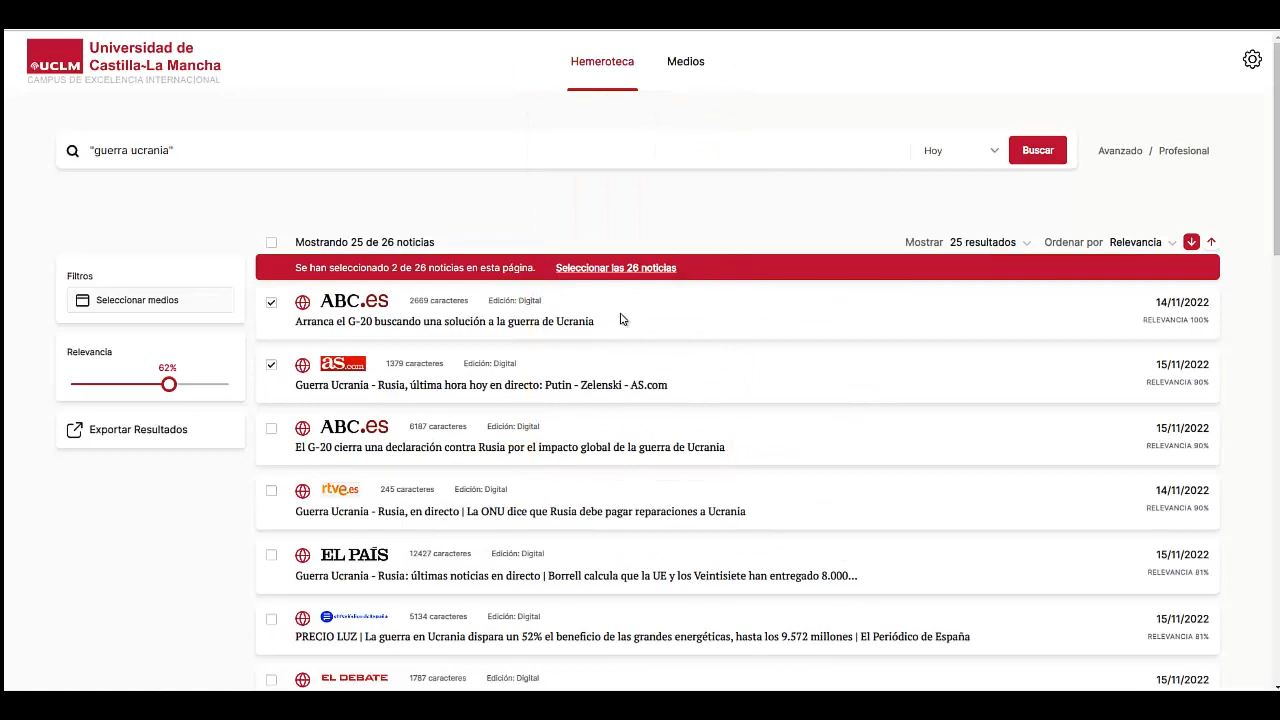 Universidad de
UCLM Castilla-La Mancha
CAMPUS DE EXCELENCIA INTERNACIONAL
Hemeroteca Medios
"guerra ucrania" Hoy Buscar Avanzado / Profesional
Mostrando 25 de 26 noticias Mostrar 25 resultados Ordenar por Relevancia
Se han seleccionado 2 de 26 noticias en esta página. Seleccionar las 26 noticias
Filtros
Seleccionar medios
Relevancia
62%
Exportar Resultados
ABC.es 2669 caracteres Edición: Digital 14/11/2022
Arranca el G-20 buscando una solución a la guerra de Ucrania RELEVANCIA 100%
as.com 1379 caracteres Edición: Digital 15/11/2022
Guerra Ucrania - Rusia, última hora hoy en directo: Putin - Zelenski - AS.com RELEVANCIA 90%
ABC.es 6187 caracteres Edición: Digital 15/11/2022
El G-20 cierra una declaración contra Rusia por el impacto global de la guerra de Ucrania RELEVANCIA 90%
rtve.es 245 caracteres Edición: Digital 14/11/2022
Guerra Ucrania - Rusia, en directo | La ONU dice que Rusia debe pagar reparaciones a Ucrania RELEVANCIA 90%
EL PAÍS 12427 caracteres Edición: Digital 15/11/2022
Guerra Ucrania - Rusia: últimas noticias en directo | Borrell calcula que la UE y los Veintisiete han entregado 8.000... RELEVANCIA 81%
elPeriódicodeEspaña 5134 caracteres Edición: Digital 15/11/2022
PRECIO LUZ | La guerra en Ucrania dispara un 52% el beneficio de las grandes energéticas, hasta los 9.572 millones | El Periódico de España RELEVANCIA 81%
EL DEBATE 1787 caracteres Edición: Digital 15/11/2022